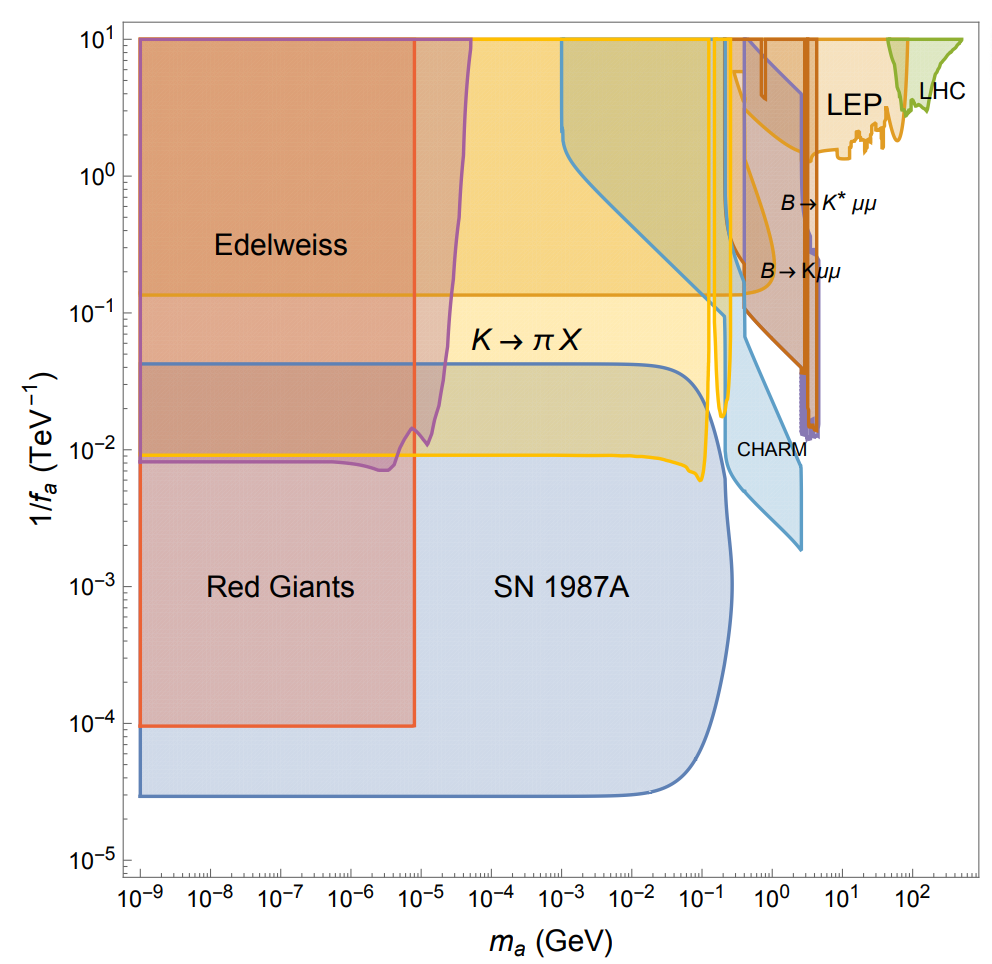 10¹
10⁰
10⁻¹
10⁻²
10⁻³
10⁻⁴
10⁻⁵
1/fₐ (TeV⁻¹)
LEP
LHC
B → K* μμ
Edelweiss
B → Kμμ
K → π X
CHARM
Red Giants
SN 1987A
10⁻⁹ 10⁻⁸ 10⁻⁷ 10⁻⁶ 10⁻⁵ 10⁻⁴ 10⁻³ 10⁻² 10⁻¹ 10⁰ 10¹ 10²
mₐ (GeV)